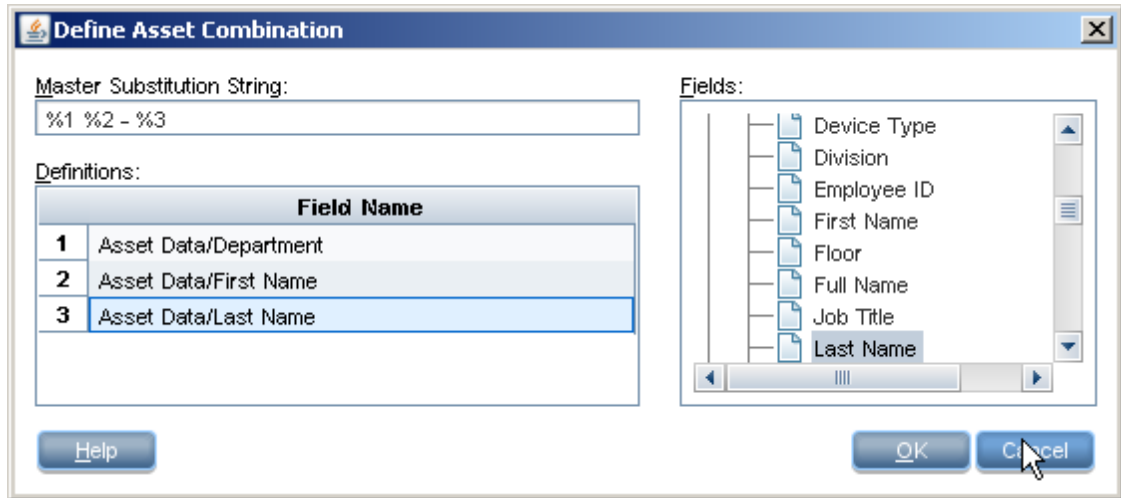 Define Asset Combination
Master Substitution String:
%1 %2 - %3
Definitions:
Field Name
1 Asset Data/Department
2 Asset Data/First Name
3 Asset Data/Last Name
Fields:
Device Type
Division
Employee ID
First Name
Floor
Full Name
Job Title
Last Name
Help
OK
Cancel